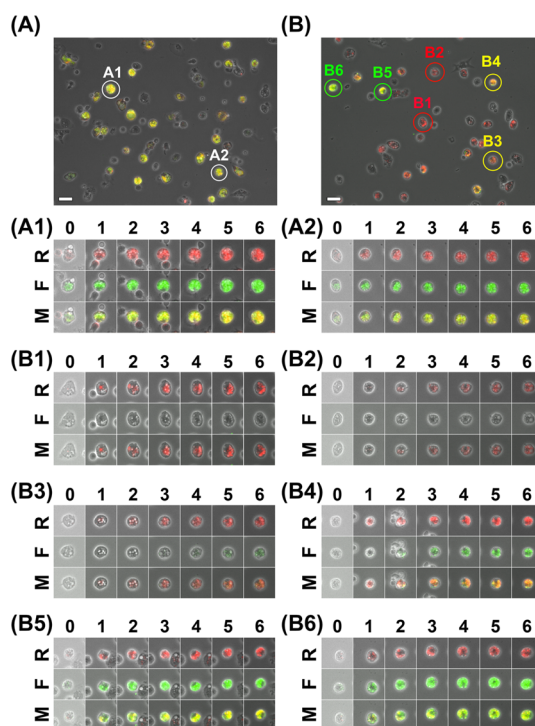 (A) (B)
A1 B2 B4
B6 B5
B1
A2 B3
(A1) 0 1 2 3 4 5 6 (A2) 0 1 2 3 4 5 6
R R
F F
M M
(B1) 0 1 2 3 4 5 6 (B2) 0 1 2 3 4 5 6
R R
F F
M M
(B3) 0 1 2 3 4 5 6 (B4) 0 1 2 3 4 5 6
R R
F F
M M
(B5) 0 1 2 3 4 5 6 (B6) 0 1 2 3 4 5 6
R R
F F
M M